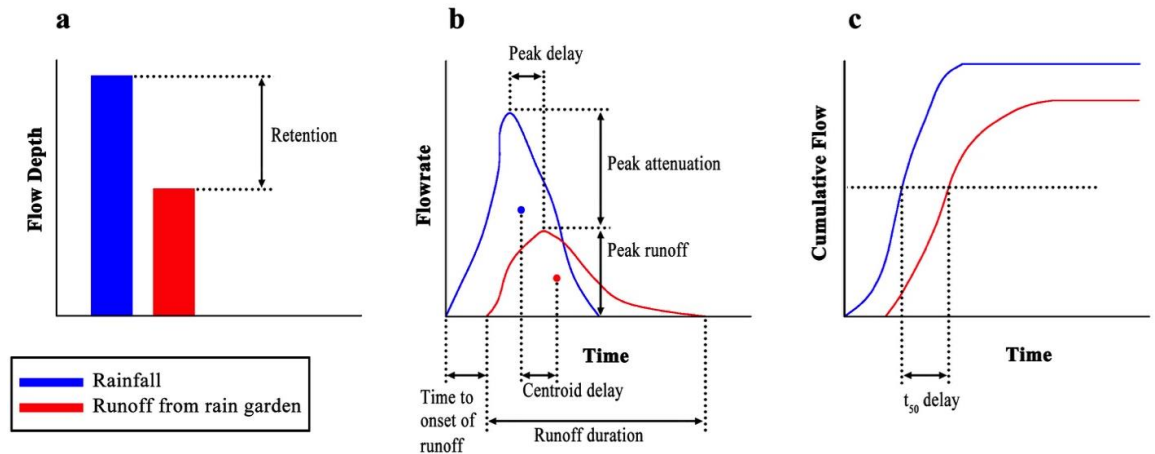 a
Flow Depth
Retention
Rainfall
Runoff from rain garden
b
Peak delay
Flowrate
Peak attenuation
Peak runoff
Time
Centroid delay
Time to
onset of
runoff
Runoff duration
c
Cumulative Flow
Time
t₅₀ delay